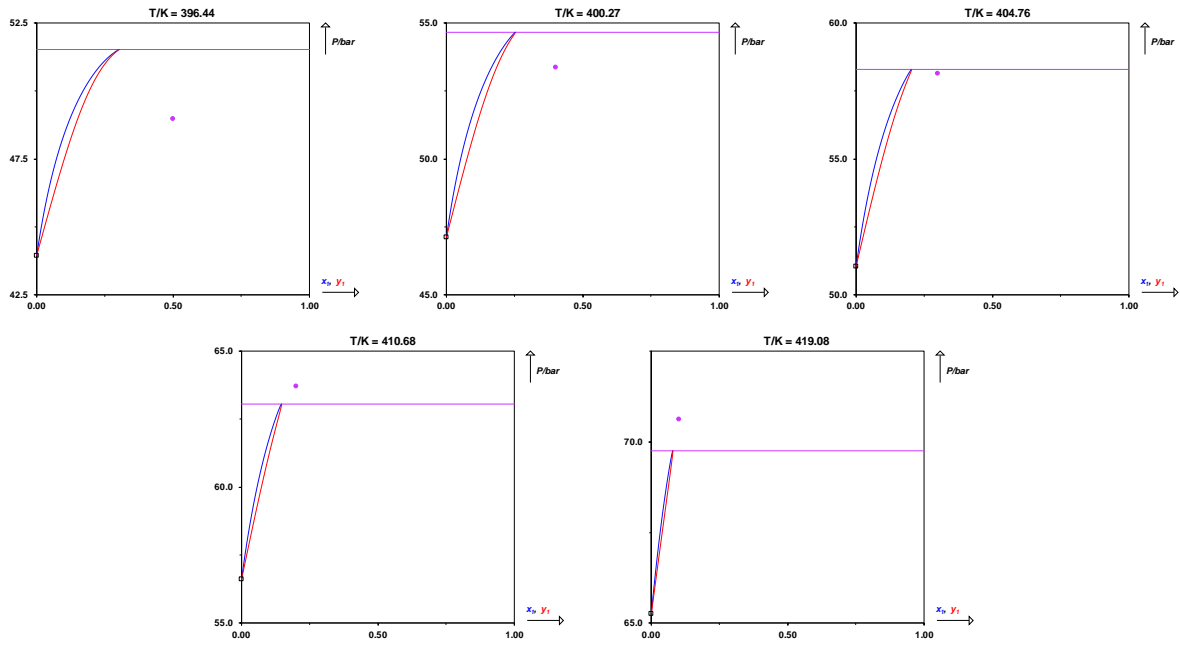 T/K = 396.44
52.5
47.5
42.5
P/bar
x₁, y₁
0.00 0.50 1.00
T/K = 400.27
55.0
50.0
45.0
P/bar
x₁, y₁
0.00 0.50 1.00
T/K = 404.76
60.0
55.0
50.0
P/bar
x₁, y₁
0.00 0.50 1.00
T/K = 410.68
65.0
60.0
55.0
P/bar
x₁, y₁
0.00 0.50 1.00
T/K = 419.08
70.0
65.0
P/bar
x₁, y₁
0.00 0.50 1.00